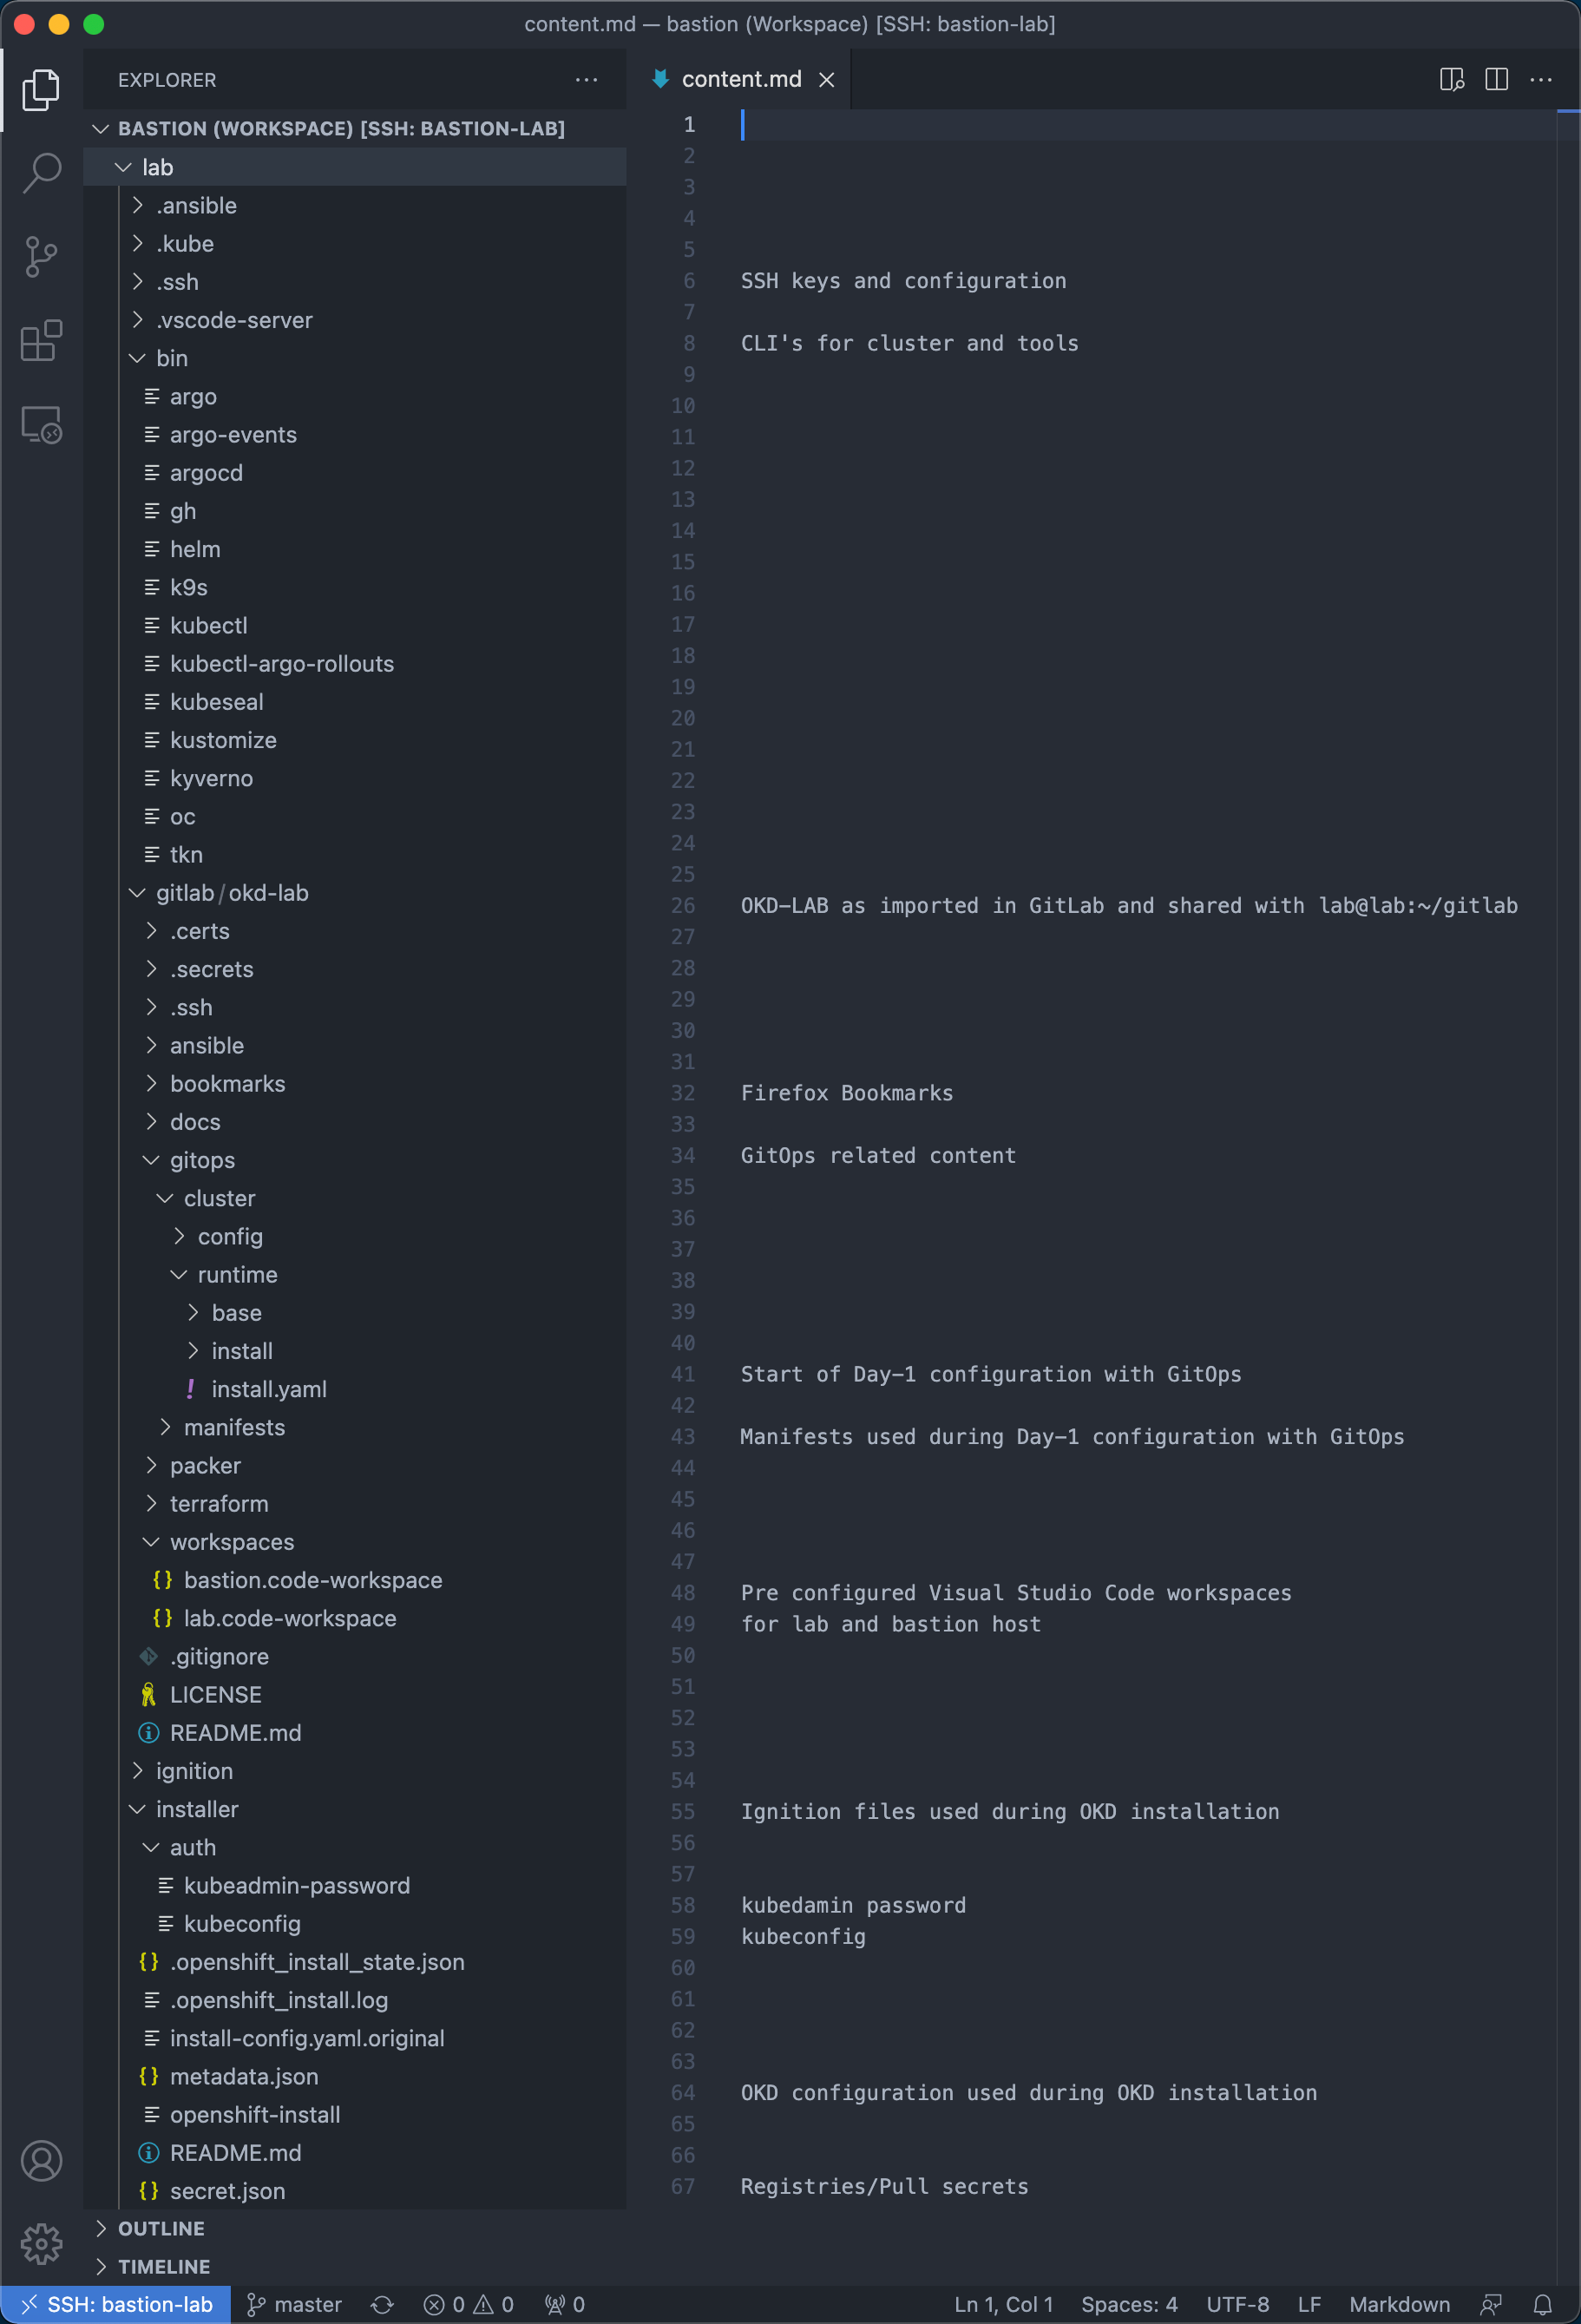 content.md — bastion (Workspace) [SSH: bastion-lab]
EXPLORER
BASTION (WORKSPACE) [SSH: BASTION-LAB]
lab
.ansible
.kube
.ssh
.vscode-server
bin
argo
argo-events
argocd
gh
helm
k9s
kubectl
kubectl-argo-rollouts
kubeseal
kustomize
kyverno
oc
tkn
gitlab/okd-lab
.certs
.secrets
.ssh
ansible
bookmarks
docs
gitops
cluster
config
runtime
base
install
! install.yaml
manifests
packer
terraform
workspaces
{} bastion.code-workspace
{} lab.code-workspace
.gitignore
LICENSE
README.md
ignition
installer
auth
kubeadmin-password
kubeconfig
{} .openshift_install_state.json
.openshift_install.log
install-config.yaml.original
{} metadata.json
openshift-install
README.md
{} secret.json
OUTLINE
TIMELINE
content.md
1
2
3
4
5
6 SSH keys and configuration
7
8 CLI's for cluster and tools
9
10
11
12
13
14
15
16
17
18
19
20
21
22
23
24
25
26 OKD-LAB as imported in GitLab and shared with lab@lab:~/gitlab
27
28
29
30
31
32 Firefox Bookmarks
33
34 GitOps related content
35
36
37
38
39
40
41 Start of Day-1 configuration with GitOps
42
43 Manifests used during Day-1 configuration with GitOps
44
45
46
47
48 Pre configured Visual Studio Code workspaces
49 for lab and bastion host
50
51
52
53
54
55 Ignition files used during OKD installation
56
57
58 kubedamin password
59 kubeconfig
60
61
62
63
64 OKD configuration used during OKD installation
65
66
67 Registries/Pull secrets
SSH: bastion-lab master 0 0 0 Ln 1, Col 1 Spaces: 4 UTF-8 LF Markdown